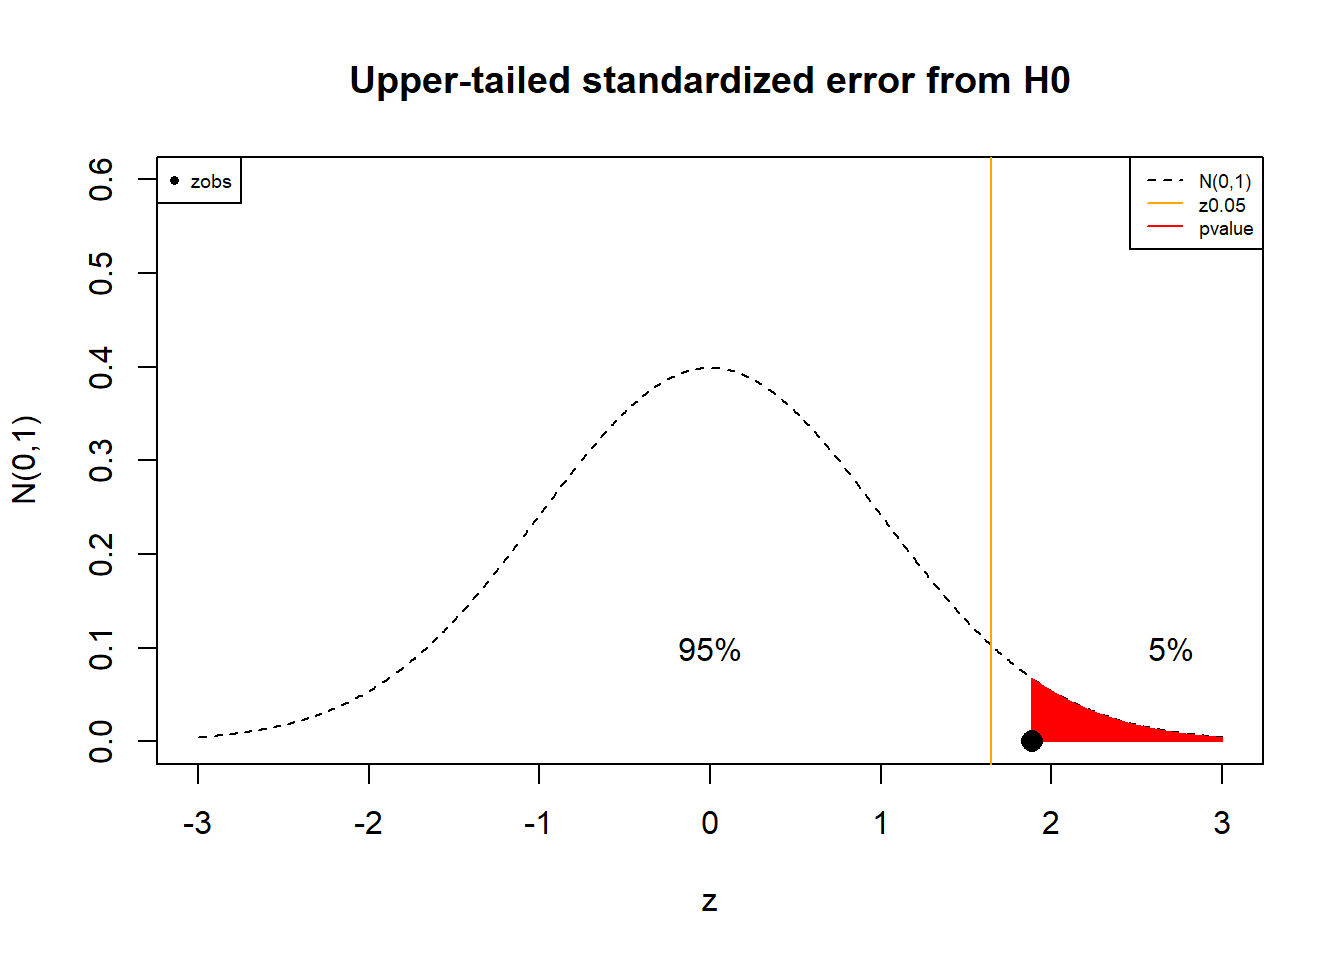 Upper-tailed standardized error from H0
zobs
N(0,1)
z0.05
pvalue
0.6
0.5
0.4
0.3
0.2
0.1
0.0
N(0,1)
95%
5%
-3 -2 -1 0 1 2 3
z